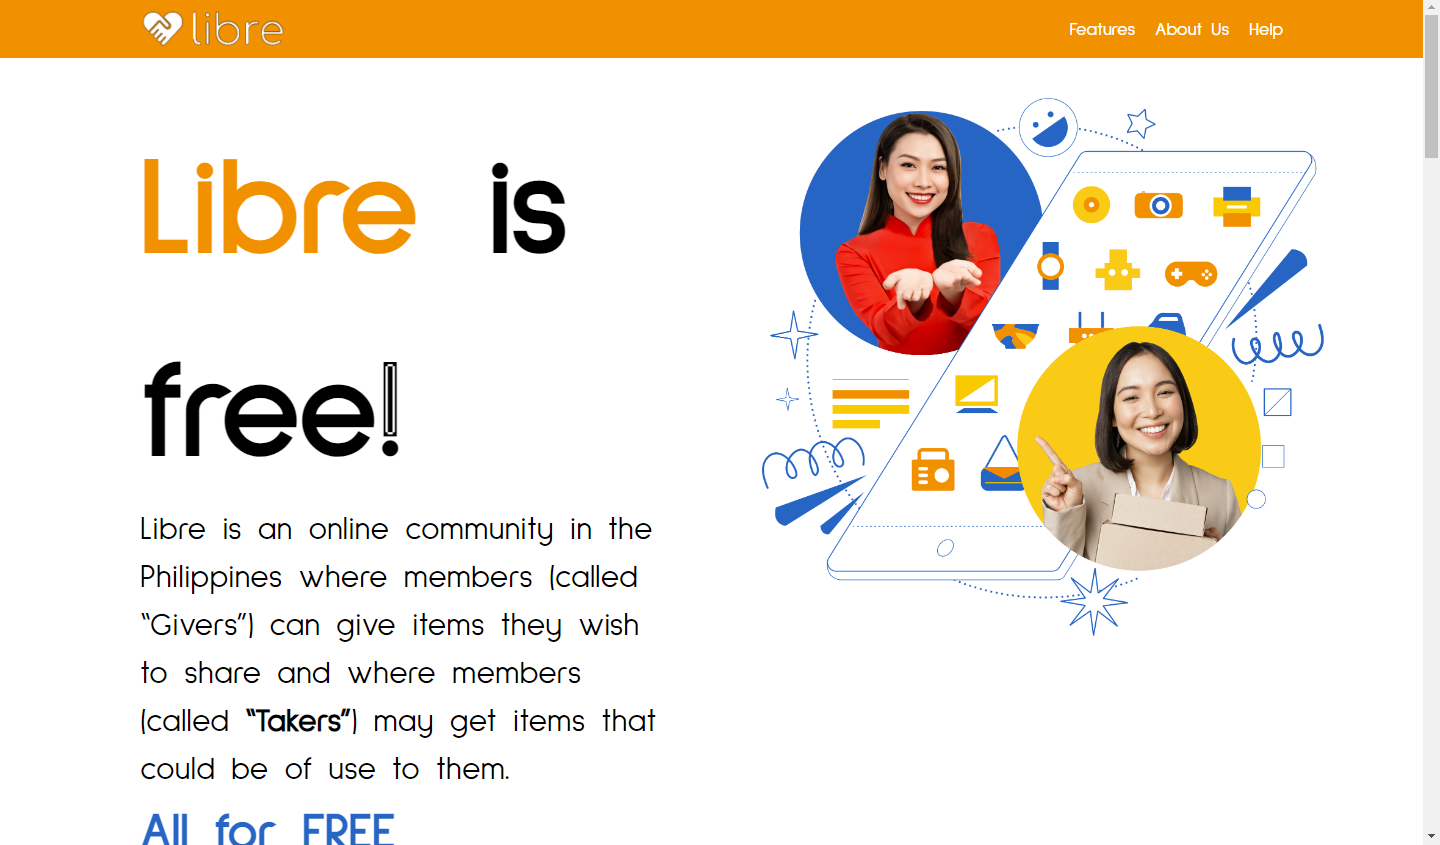 libre
Features About Us Help
Libre is
free!
Libre is an online community in the
Philippines where members (called
“Givers”) can give items they wish
to share and where members
(called “Takers”) may get items that
could be of use to them.
All for FREE